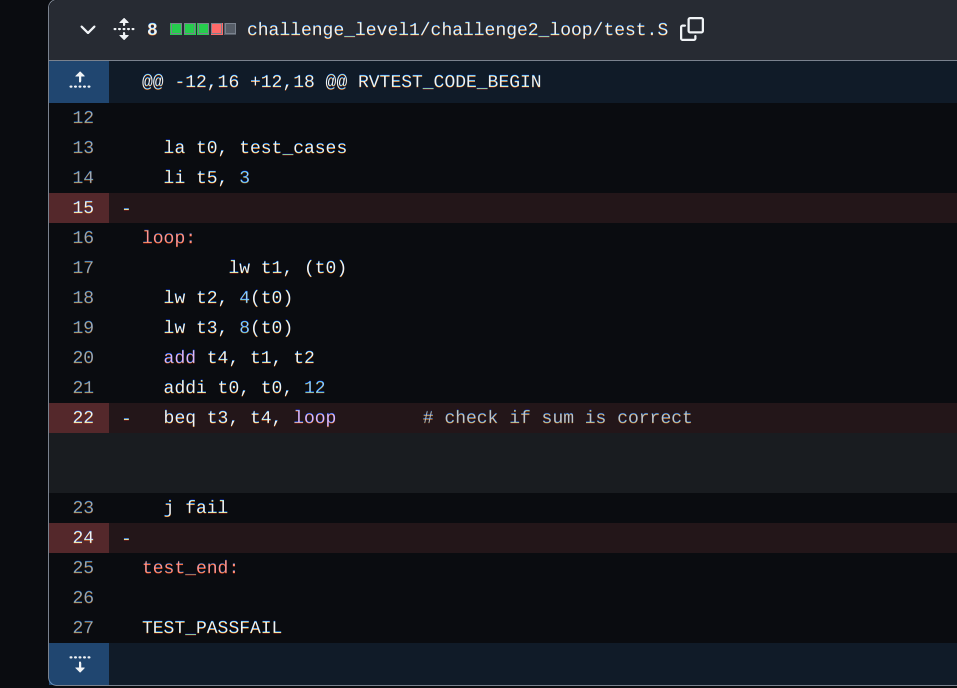 8 challenge_level1/challenge2_loop/test.S
@@ -12,16 +12,18 @@ RVTEST_CODE_BEGIN
12
13 la t0, test_cases
14 li t5, 3
15 -
16 loop:
17 lw t1, (t0)
18 lw t2, 4(t0)
19 lw t3, 8(t0)
20 add t4, t1, t2
21 addi t0, t0, 12
22 - beq t3, t4, loop # check if sum is correct
23 j fail
24 -
25 test_end:
26
27 TEST_PASSFAIL